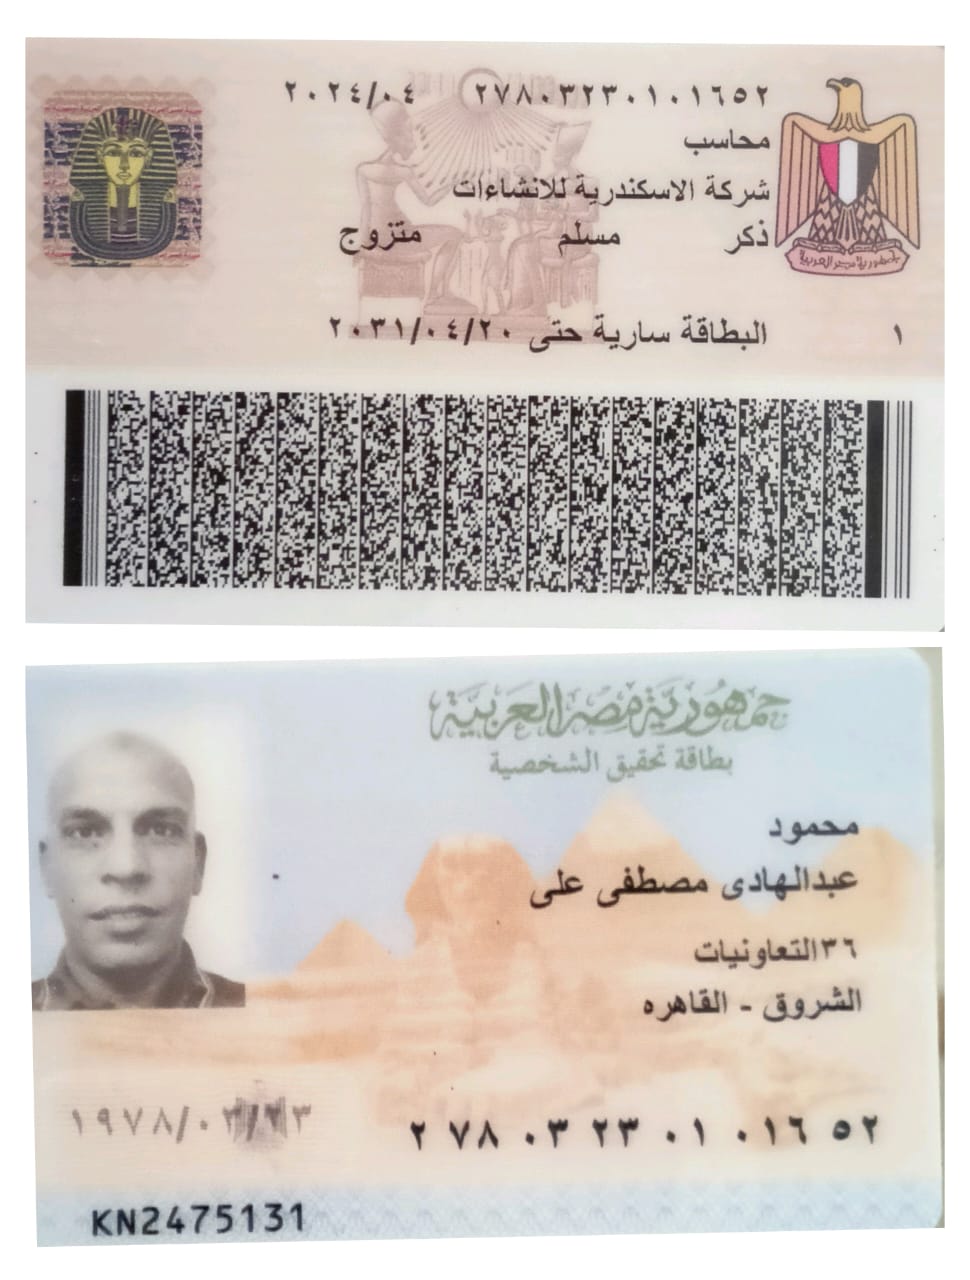 ٢٧٨٠٣٢٣٠١٠١٦٥٢ ٢٠٢٤/٠٤
محاسب
شركة الاسكندرية للانشاءات
ذكر مسلم متزوج
جمهورية مصر العربية
١ البطاقة سارية حتى ٢٠٣١/٠٤/٢٠
جمهورية مصر العربية
بطاقة تحقيق الشخصية
محمود
عبدالهادى مصطفى على
٣٦التعاونيات
الشروق - القاهره
١٩٧٨/٠٣/٢٣
٢ ٧٨ ٠٣ ٢٣ ٠١ ٠١٦ ٥٢
KN2475131